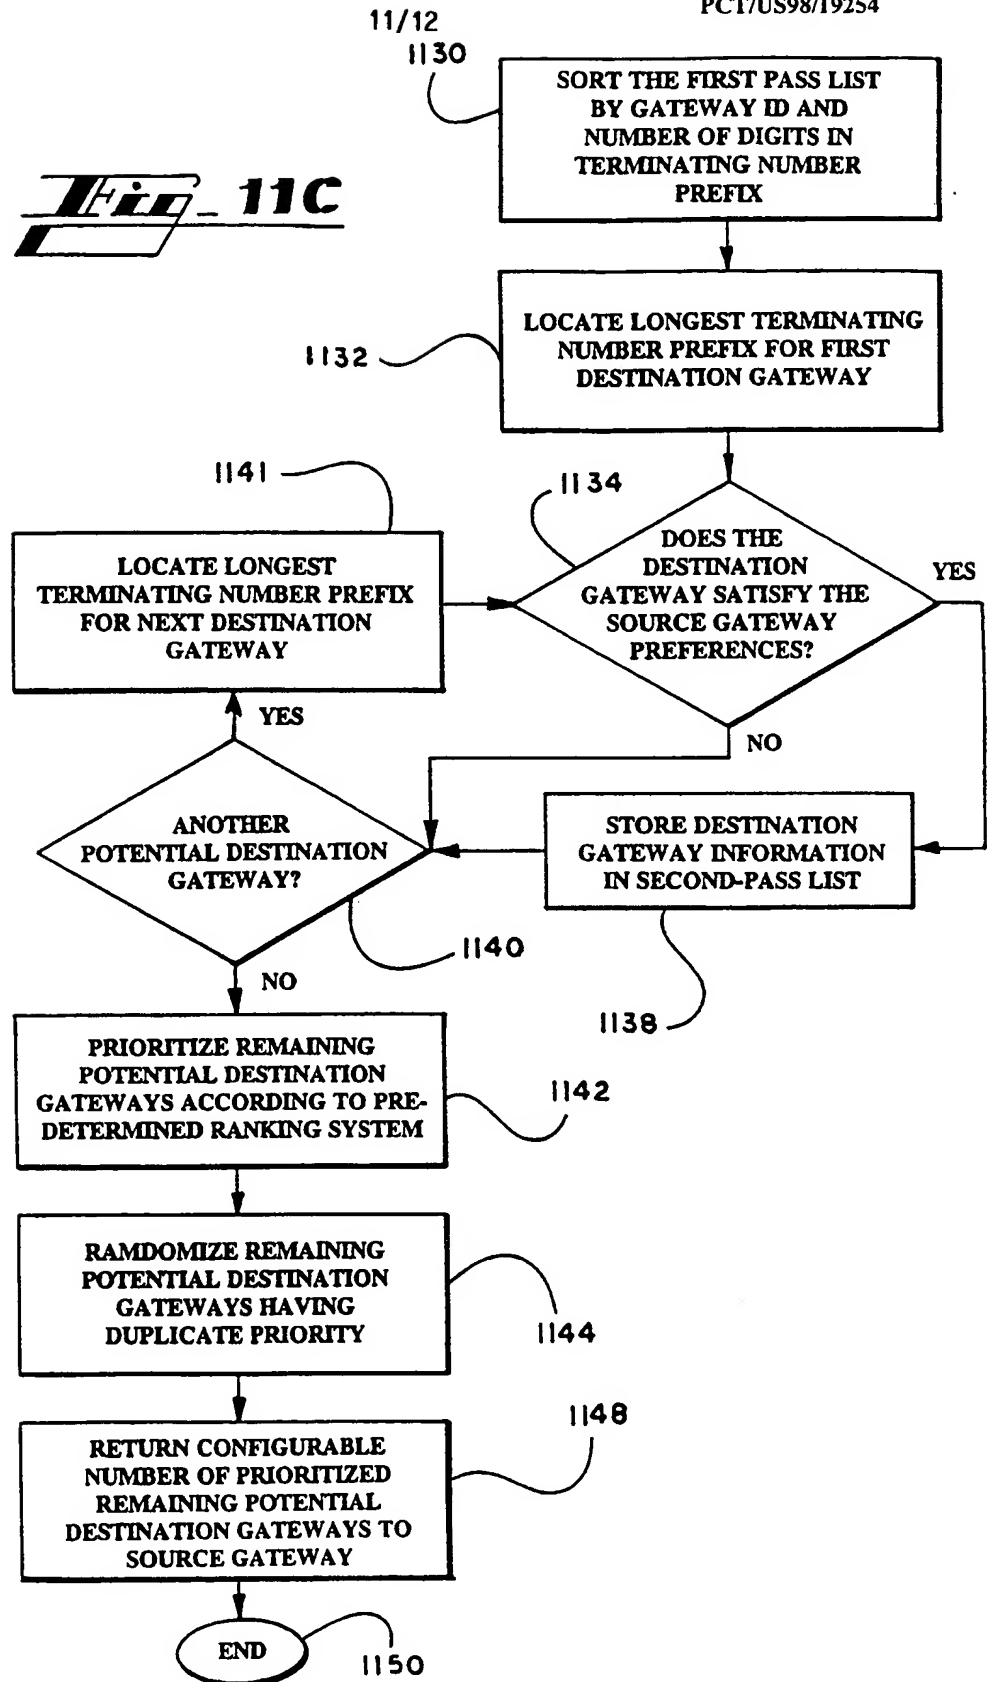 PCT/US98/19254
11/12
1130
SORT THE FIRST PASS LIST
BY GATEWAY ID AND
NUMBER OF DIGITS IN
TERMINATING NUMBER
PREFIX
Fig_ 11C
1132
LOCATE LONGEST TERMINATING
NUMBER PREFIX FOR FIRST
DESTINATION GATEWAY
1141
1134
LOCATE LONGEST
TERMINATING NUMBER PREFIX
FOR NEXT DESTINATION
GATEWAY
DOES THE
DESTINATION
GATEWAY SATISFY THE
SOURCE GATEWAY
PREFERENCES?
YES
YES
NO
ANOTHER
POTENTIAL DESTINATION
GATEWAY?
STORE DESTINATION
GATEWAY INFORMATION
IN SECOND-PASS LIST
1140
NO
1138
PRIORITIZE REMAINING
POTENTIAL DESTINATION
GATEWAYS ACCORDING TO PRE-
DETERMINED RANKING SYSTEM
1142
RAMDOMIZE REMAINING
POTENTIAL DESTINATION
GATEWAYS HAVING
DUPLICATE PRIORITY
1144
1148
RETURN CONFIGURABLE
NUMBER OF PRIORITIZED
REMAINING POTENTIAL
DESTINATION GATEWAYS TO
SOURCE GATEWAY
END
1150